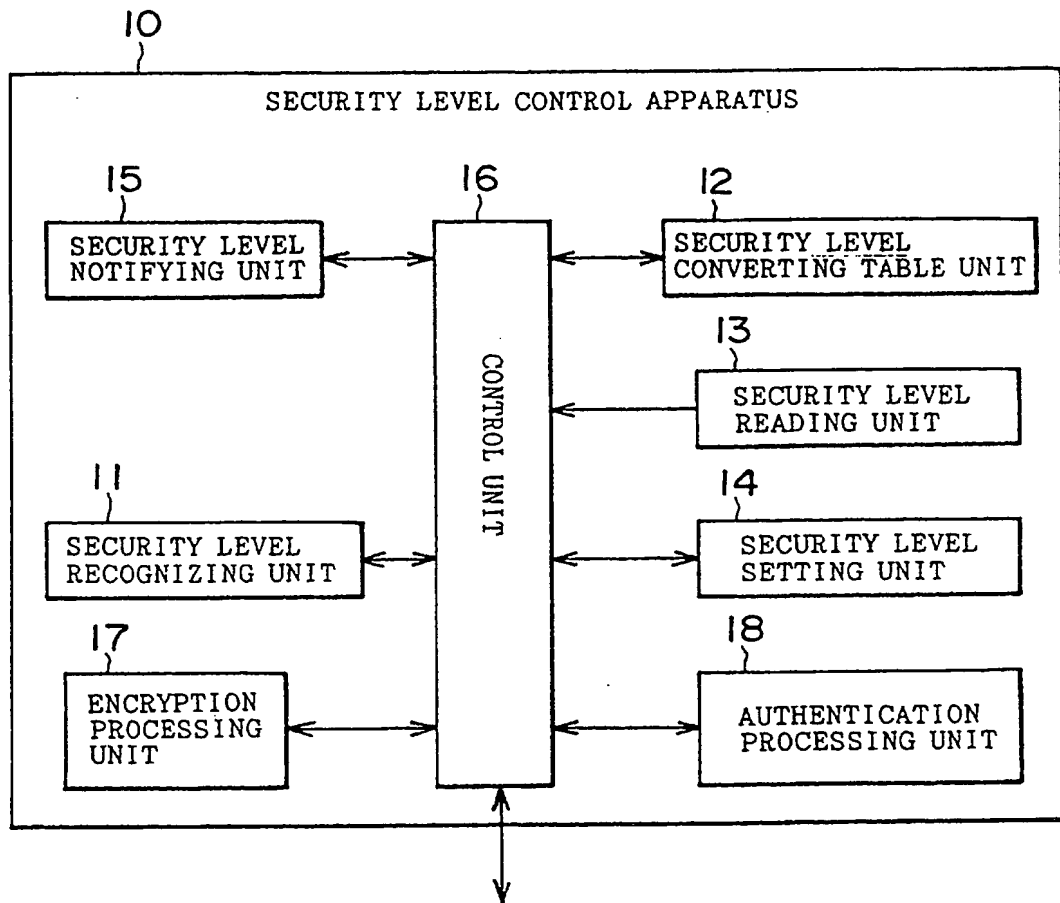 10
SECURITY LEVEL CONTROL APPARATUS
15
SECURITY LEVEL
NOTIFYING UNIT
16
CONTROL UNIT
12
SECURITY LEVEL
CONVERTING TABLE UNIT
13
SECURITY LEVEL
READING UNIT
11
SECURITY LEVEL
RECOGNIZING UNIT
14
SECURITY LEVEL
SETTING UNIT
17
ENCRYPTION
PROCESSING
UNIT
18
AUTHENTICATION
PROCESSING UNIT